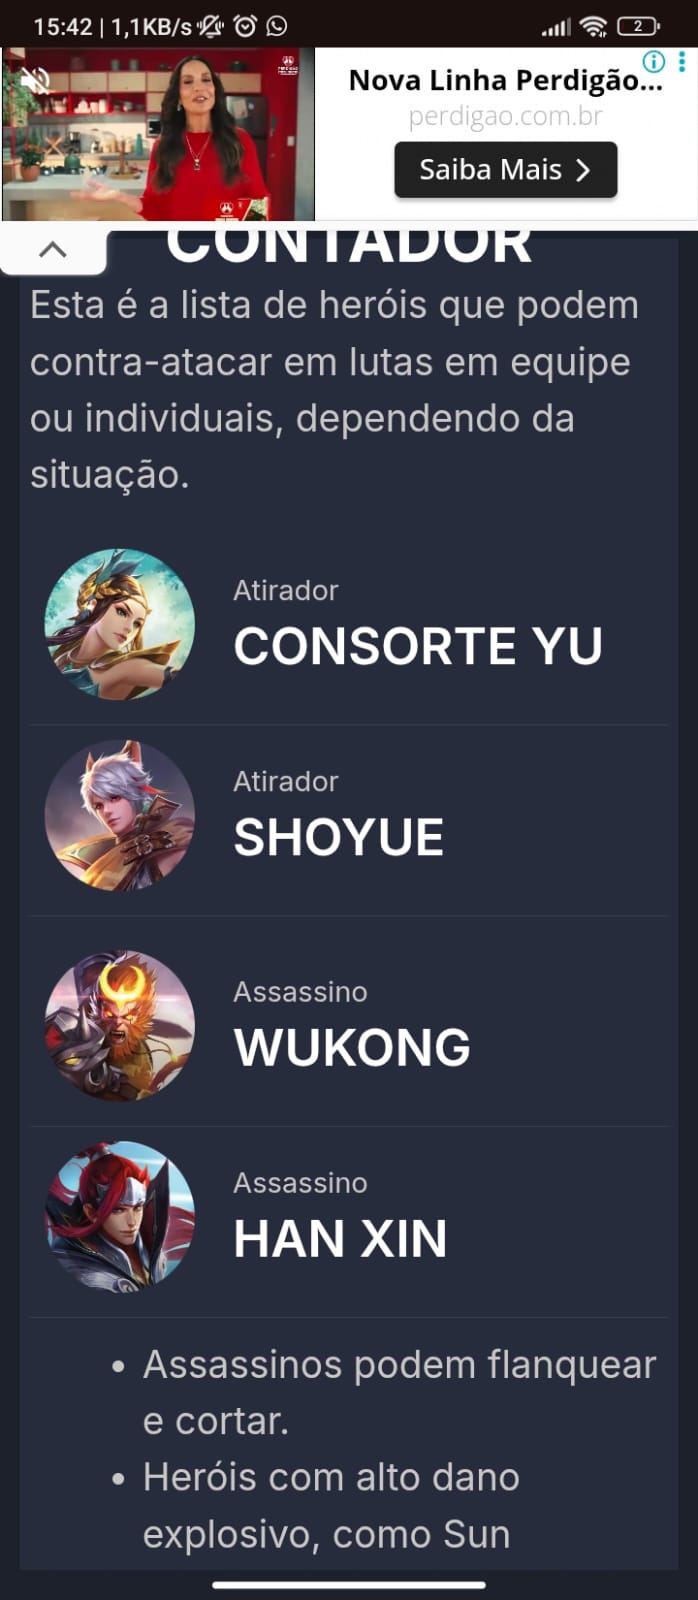 15:42 | 1,1KB/s
2
Nova Linha Perdigão...
perdigao.com.br
Saiba Mais
CONTADOR
Esta é a lista de heróis que podem
contra-atacar em lutas em equipe
ou individuais, dependendo da
situação.
Atirador
CONSORTE YU
Atirador
SHOYUE
Assassino
WUKONG
Assassino
HAN XIN
• Assassinos podem flanquear
e cortar.
• Heróis com alto dano
explosivo, como Sun